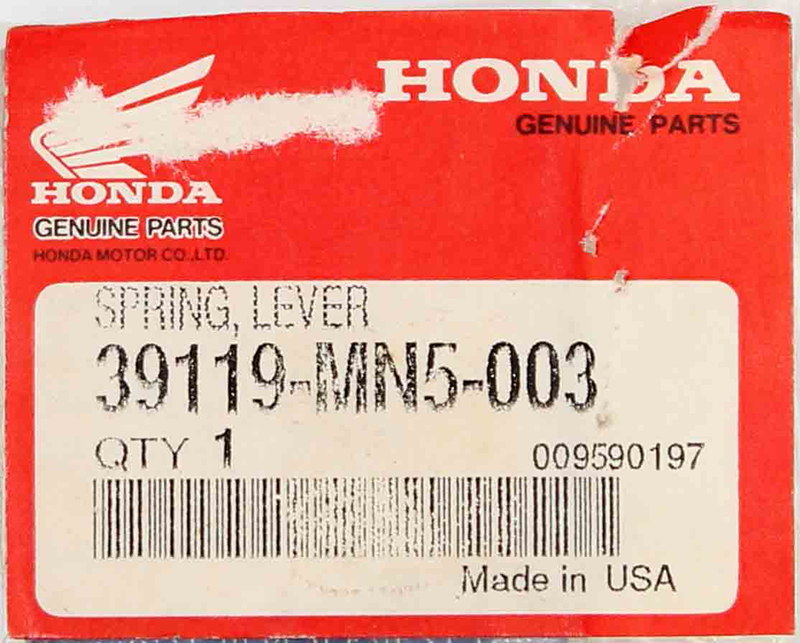 HONDA
GENUINE PARTS
HONDA
GENUINE PARTS
HONDA MOTOR CO.,LTD.
SPRING, LEVER
39119-MN5-003
QTY 1
009590197
Made in USA